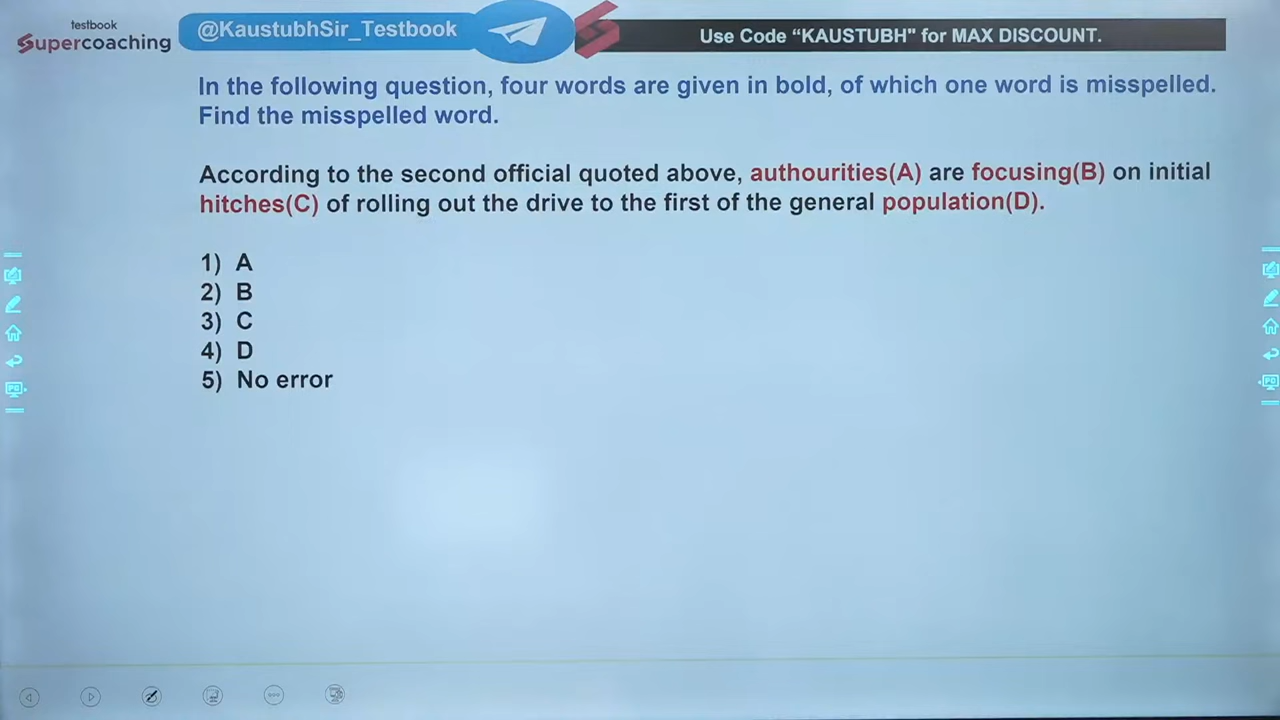 testbook
Supercoaching
@KaustubhSir_Testbook
Use Code “KAUSTUBH" for MAX DISCOUNT.
In the following question, four words are given in bold, of which one word is misspelled.
Find the misspelled word.
According to the second official quoted above, authourities(A) are focusing(B) on initial
hitches(C) of rolling out the drive to the first of the general population(D).
1) A
2) B
3) C
4) D
5) No error